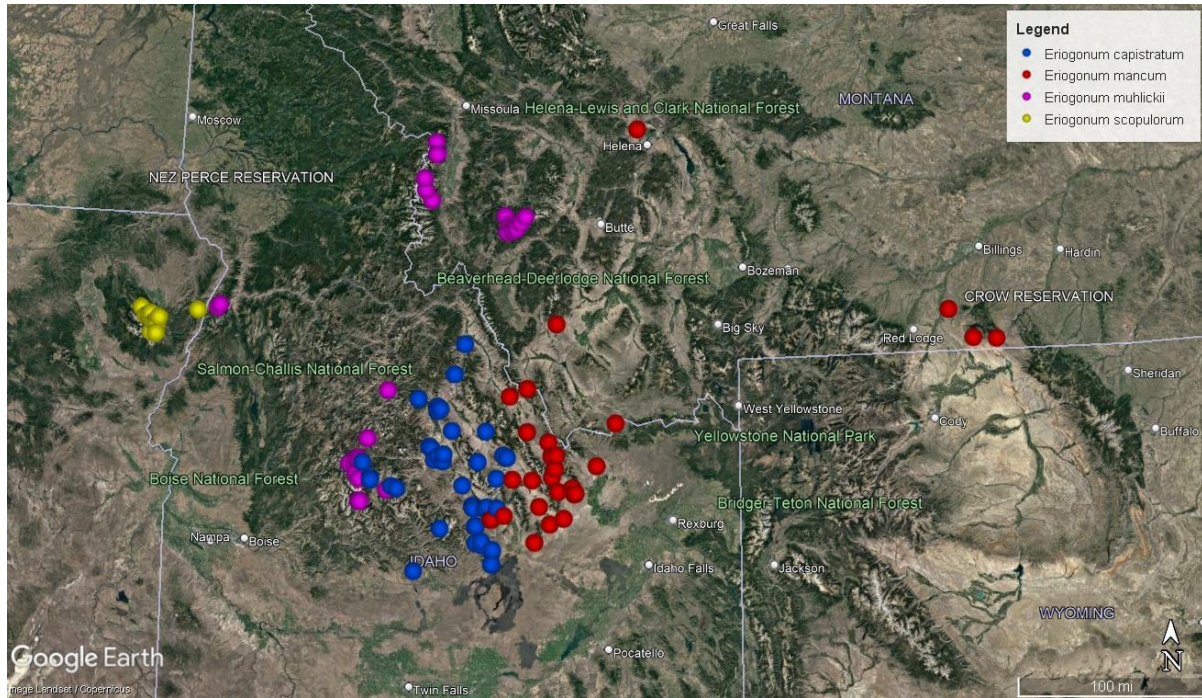 Great Falls
Legend
Eriogonum capistratum
Eriogonum mancum
Eriogonum muhlickii
Eriogonum scopulorum
Missoula
Helena-Lewis and Clark National Forest
MONTANA
Moscow
Helena
NEZ PERCE RESERVATION
Butte
Billings
Hardin
Bozeman
Beaverhead-Deerlodge National Forest
CROW RESERVATION
Big Sky
Red Lodge
Salmon-Challis National Forest
Sheridan
West Yellowstone
Cody
Yellowstone National Park
Buffalo
Boise National Forest
Bridger-Teton National Forest
Rexburg
Nampa
Boise
IDAHO
Idaho Falls
Jackson
WYOMING
Pocatello
N
Google Earth
Twin Falls
100 mi
Image Landsat / Copernicus